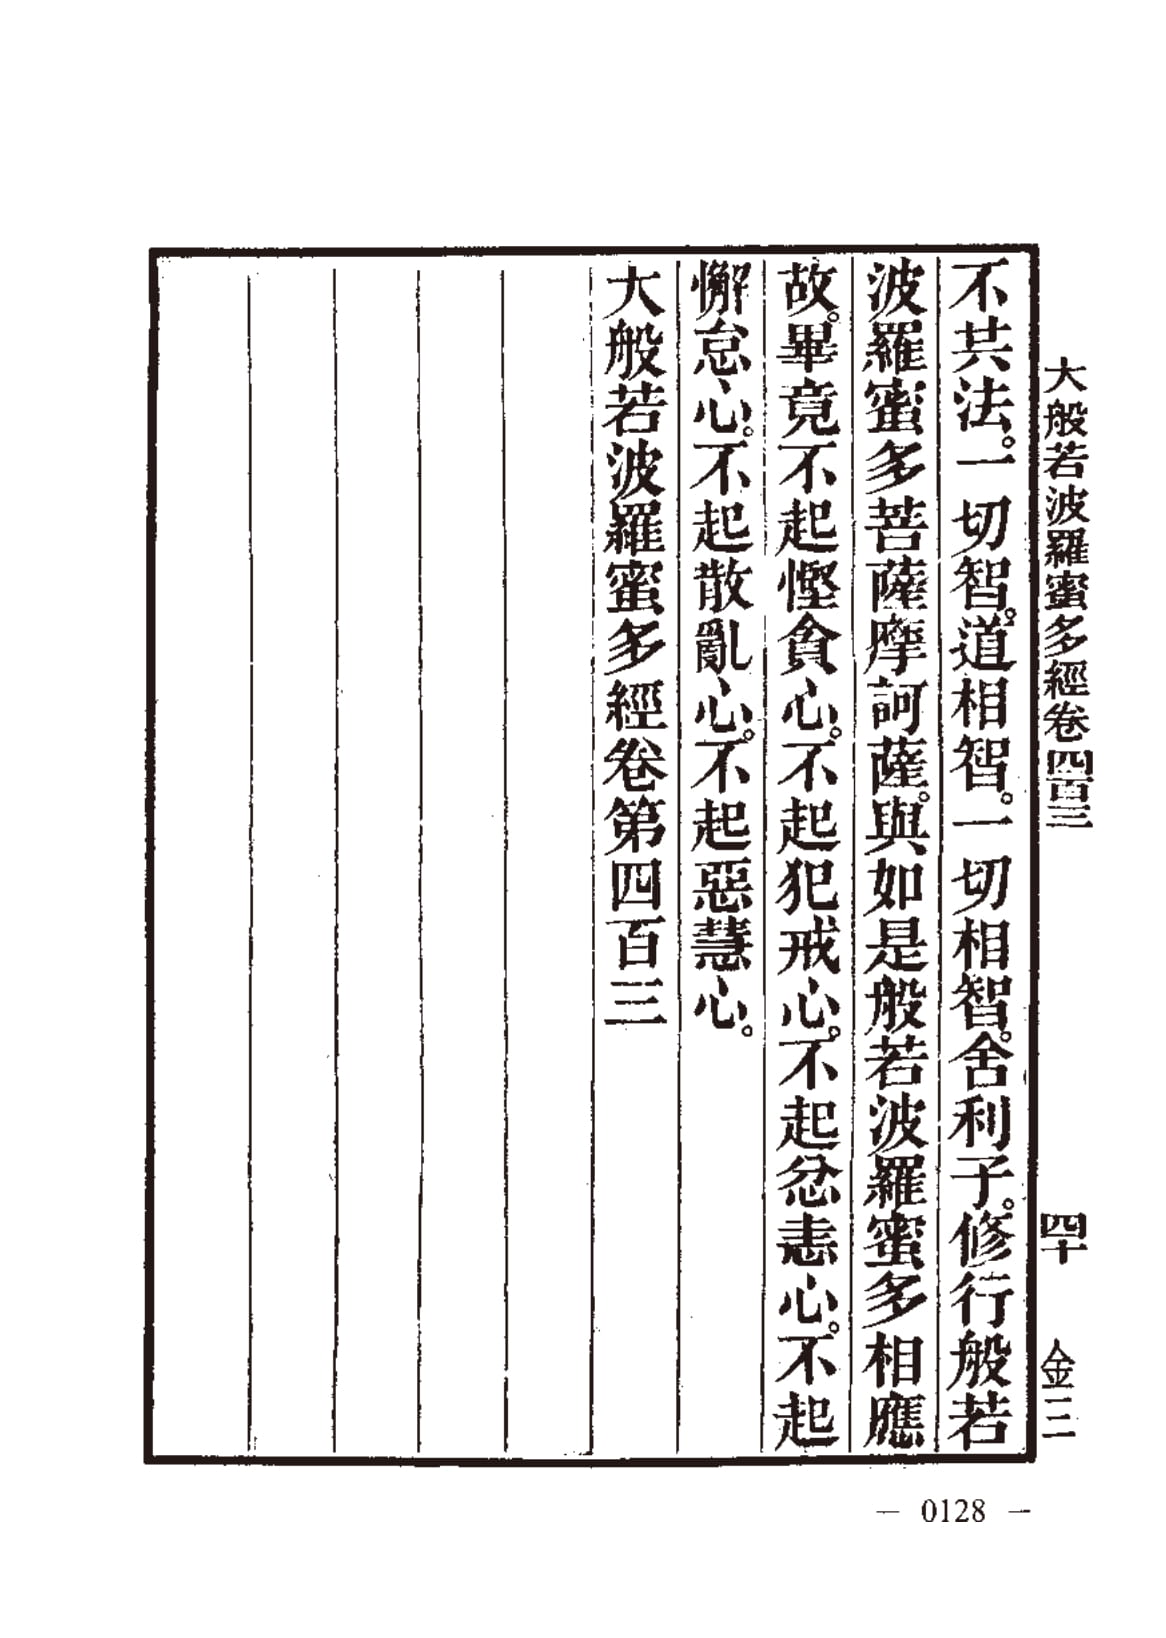 大般若波羅蜜多經卷四百三 四十 金三
不共法。一切智。道相智。一切相智。舍利子。修行般若
波羅蜜多菩薩摩訶薩。與如是般若波羅蜜多相應
故。畢竟不起慳貪心。不起犯戒心。不起忿恚心。不起
懈怠心。不起散亂心。不起惡慧心。
大般若波羅蜜多經卷第四百三
— 0128 —